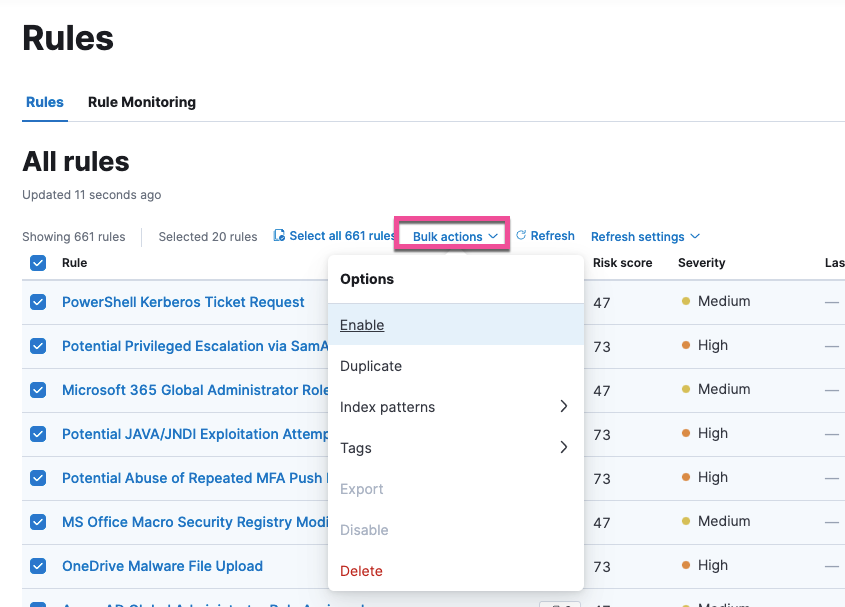 Rules
Rules Rule Monitoring
All rules
Updated 11 seconds ago
Showing 661 rules Selected 20 rules Select all 661 rules Bulk actions Refresh Refresh settings
Rule Risk score Severity Las
Options
PowerShell Kerberos Ticket Request 47 Medium —
Enable
Potential Privileged Escalation via SamA 73 High —
Duplicate
Microsoft 365 Global Administrator Role 47 Medium —
Index patterns
Potential JAVA/JNDI Exploitation Attemp 73 High —
Tags
Potential Abuse of Repeated MFA Push 73 High —
Export
MS Office Macro Security Registry Modi 47 Medium —
Disable
OneDrive Malware File Upload 73 High —
Delete